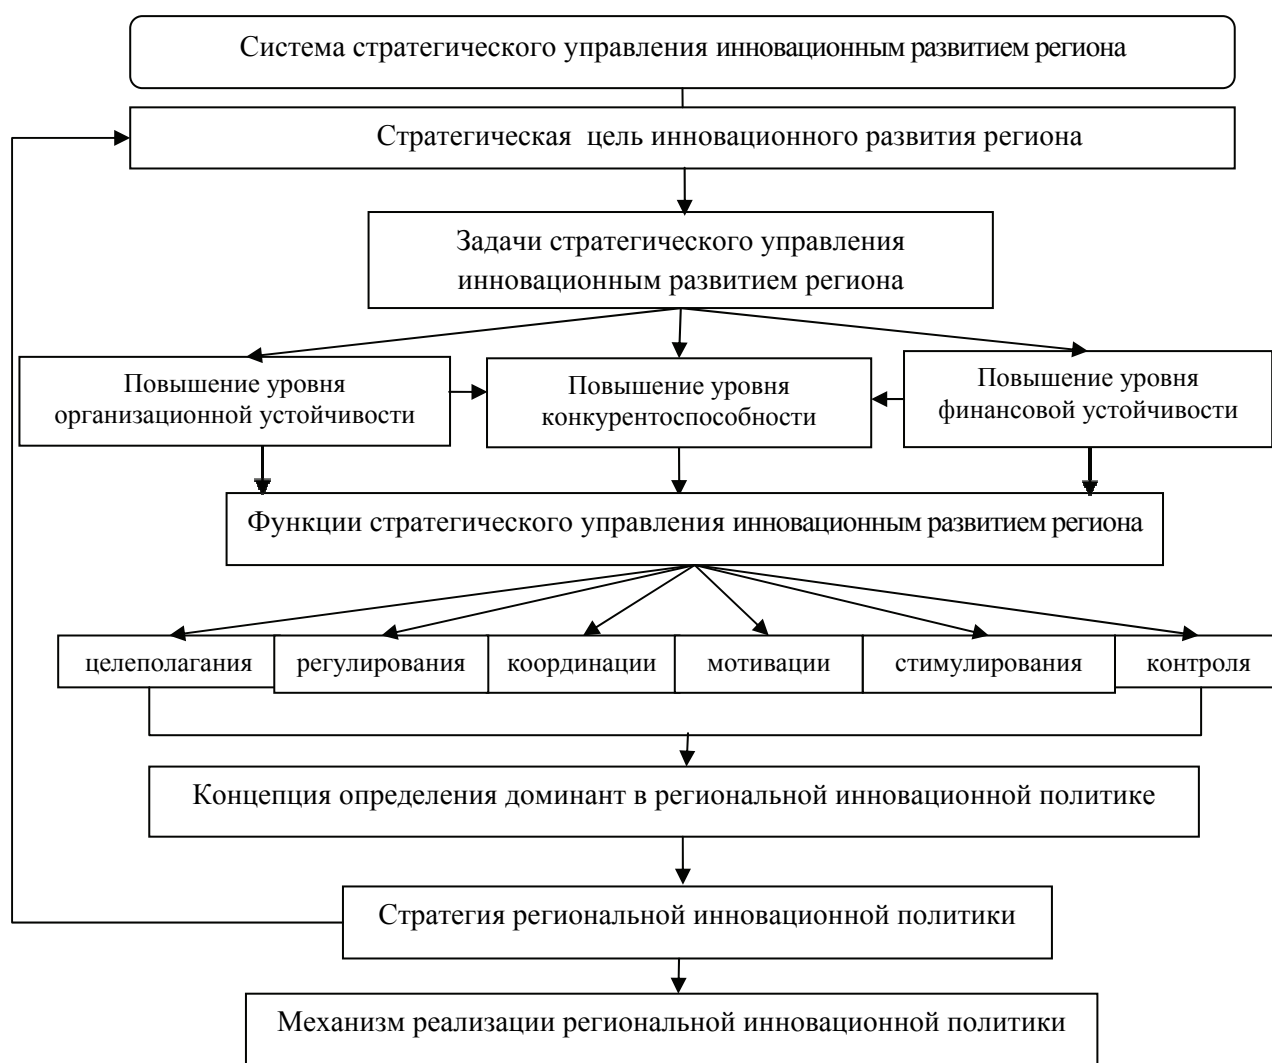 Система стратегического управления инновационным развитием региона
Стратегическая цель инновационного развития региона
Задачи стратегического управления
инновационным развитием региона
Повышение уровня
организационной устойчивости
Повышение уровня
конкурентоспособности
Повышение уровня
финансовой устойчивости
Функции стратегического управления инновационным развитием региона
целеполагания
регулирования
координации
мотивации
стимулирования
контроля
Концепция определения доминант в региональной инновационной политике
Стратегия региональной инновационной политики
Механизм реализации региональной инновационной политики